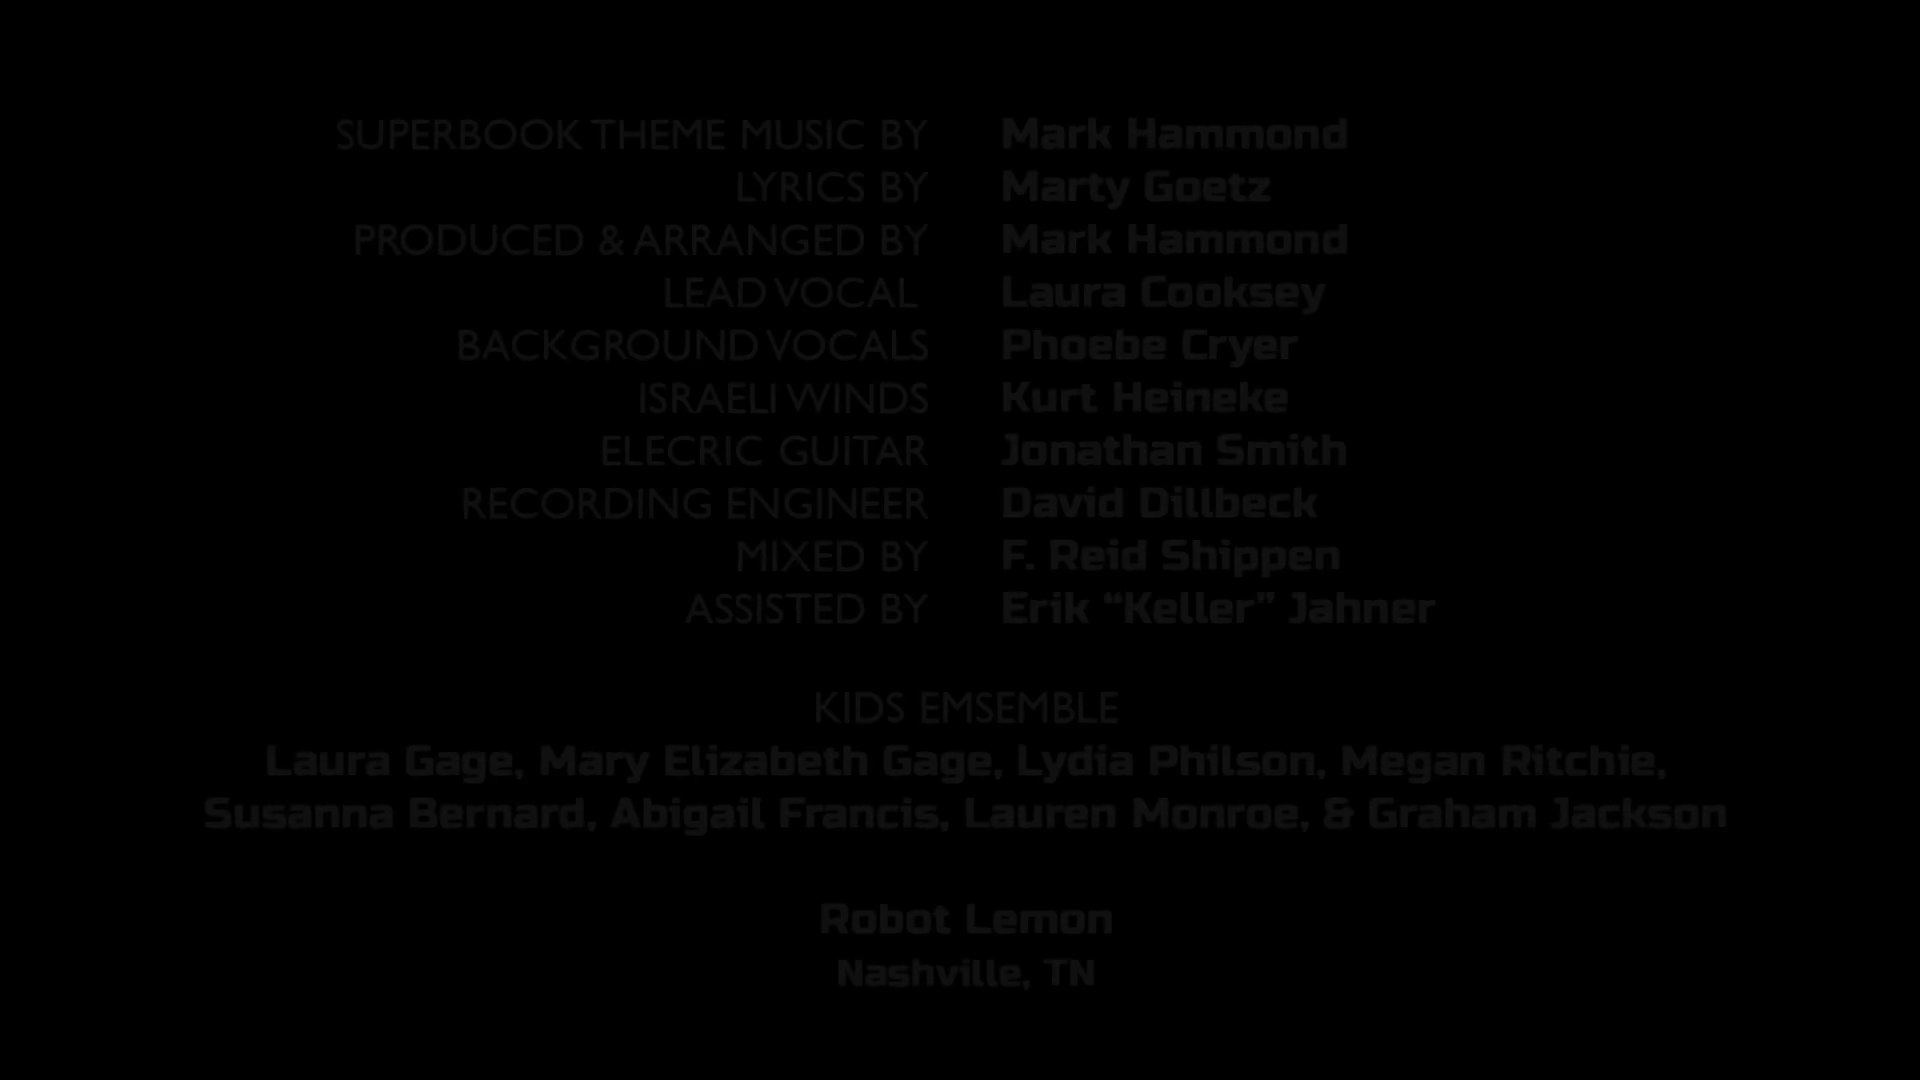 SUPERBOOK THEME MUSIC BY Mark Hammond
LYRICS BY Marty Goetz
PRODUCED & ARRANGED BY Mark Hammond
LEAD VOCAL Laura Cooksey
BACKGROUND VOCALS Phoebe Cryer
ISRAELI WINDS Kurt Heineke
ELECRIC GUITAR Jonathan Smith
RECORDING ENGINEER David Dillbeck
MIXED BY F. Reid Shippen
ASSISTED BY Erik “Keller” Jahner
KIDS EMSEMBLE
Laura Gage, Mary Elizabeth Gage, Lydia Philson, Megan Ritchie,
Susanna Bernard, Abigail Francis, Lauren Monroe, & Graham Jackson
Robot Lemon
Nashville, TN